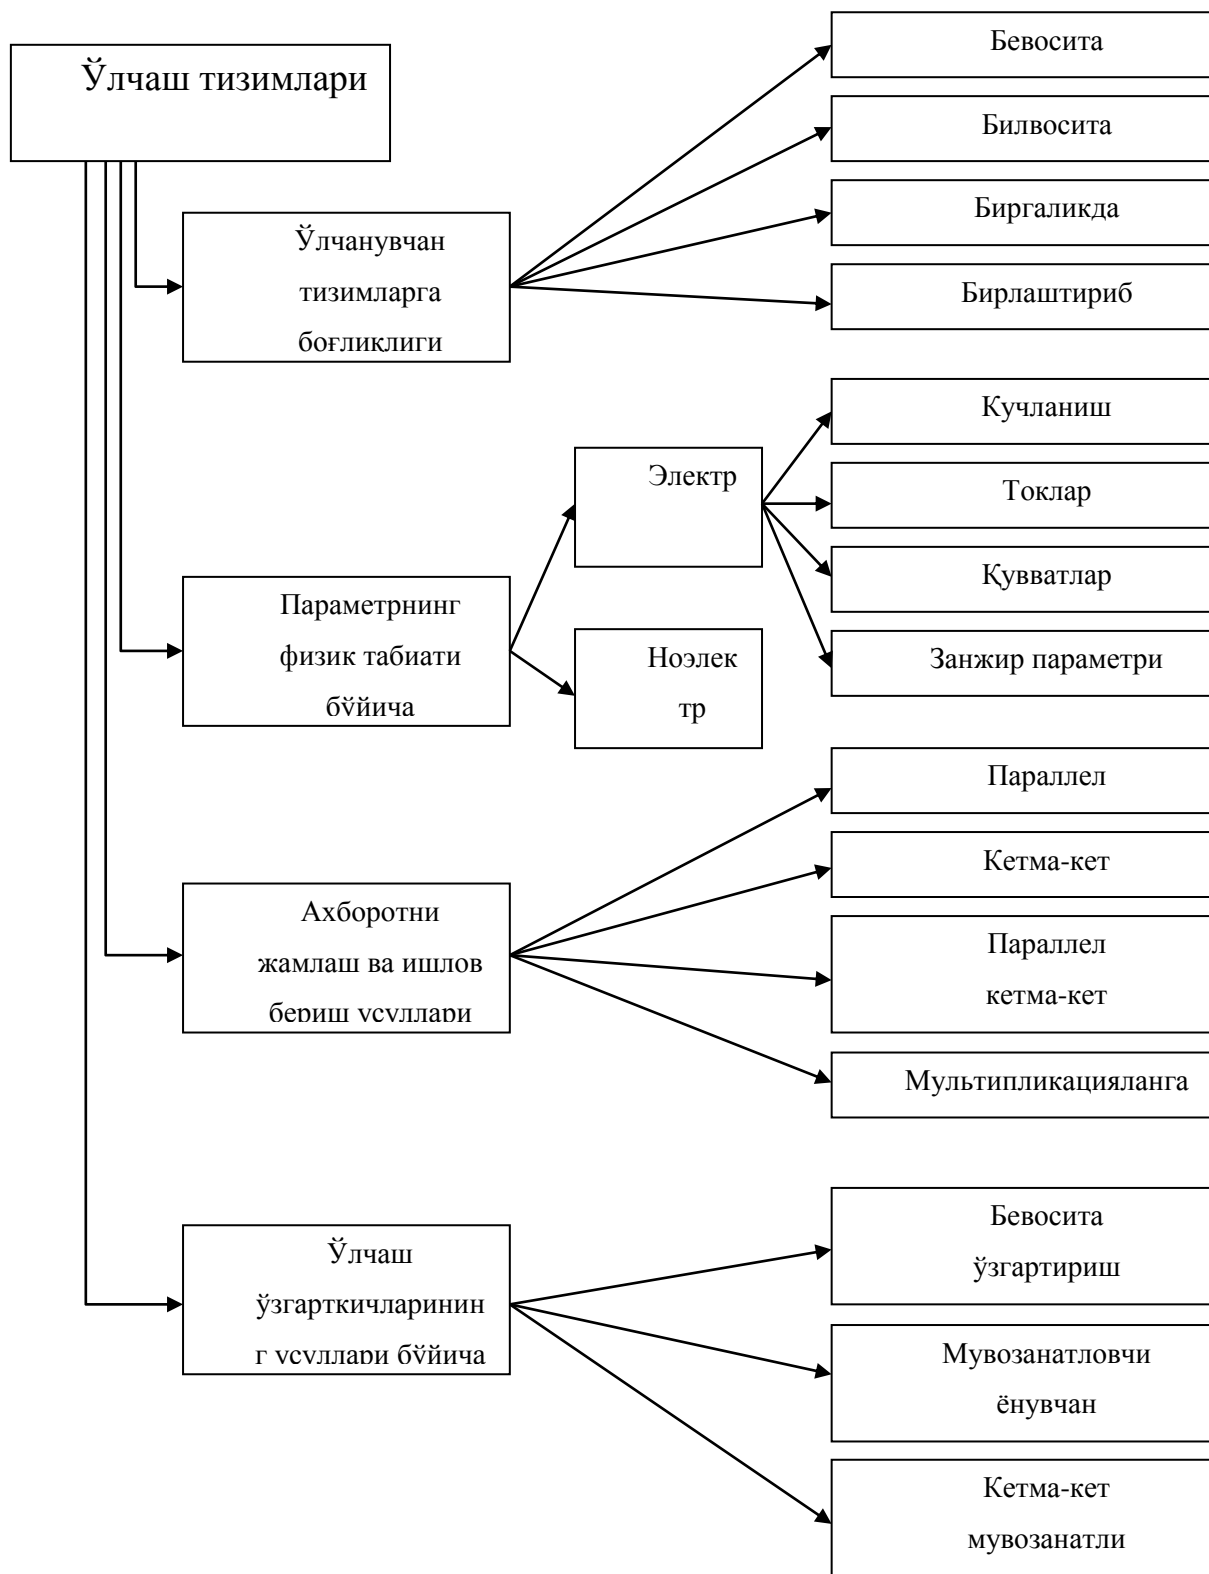 Ўлчаш тизимлари
Ўлчанувчан
тизимларга
боғлиқлиги
Бевосита
Билвосита
Биргаликда
Бирлаштириб
Параметрнинг
физик табиати
бўйича
Электр
Ноэлек
тр
Кучланиш
Токлар
Қувватлар
Занжир параметри
Ахборотни
жамлаш ва ишлов
бериш усуллари
Параллел
Кетма-кет
Параллел
кетма-кет
Мультипликацияланга
Ўлчаш
ўзгарткичларинин
г усуллари бўйича
Бевосита
ўзгартириш
Мувозанатловчи
ёнувчан
Кетма-кет
мувозанатли